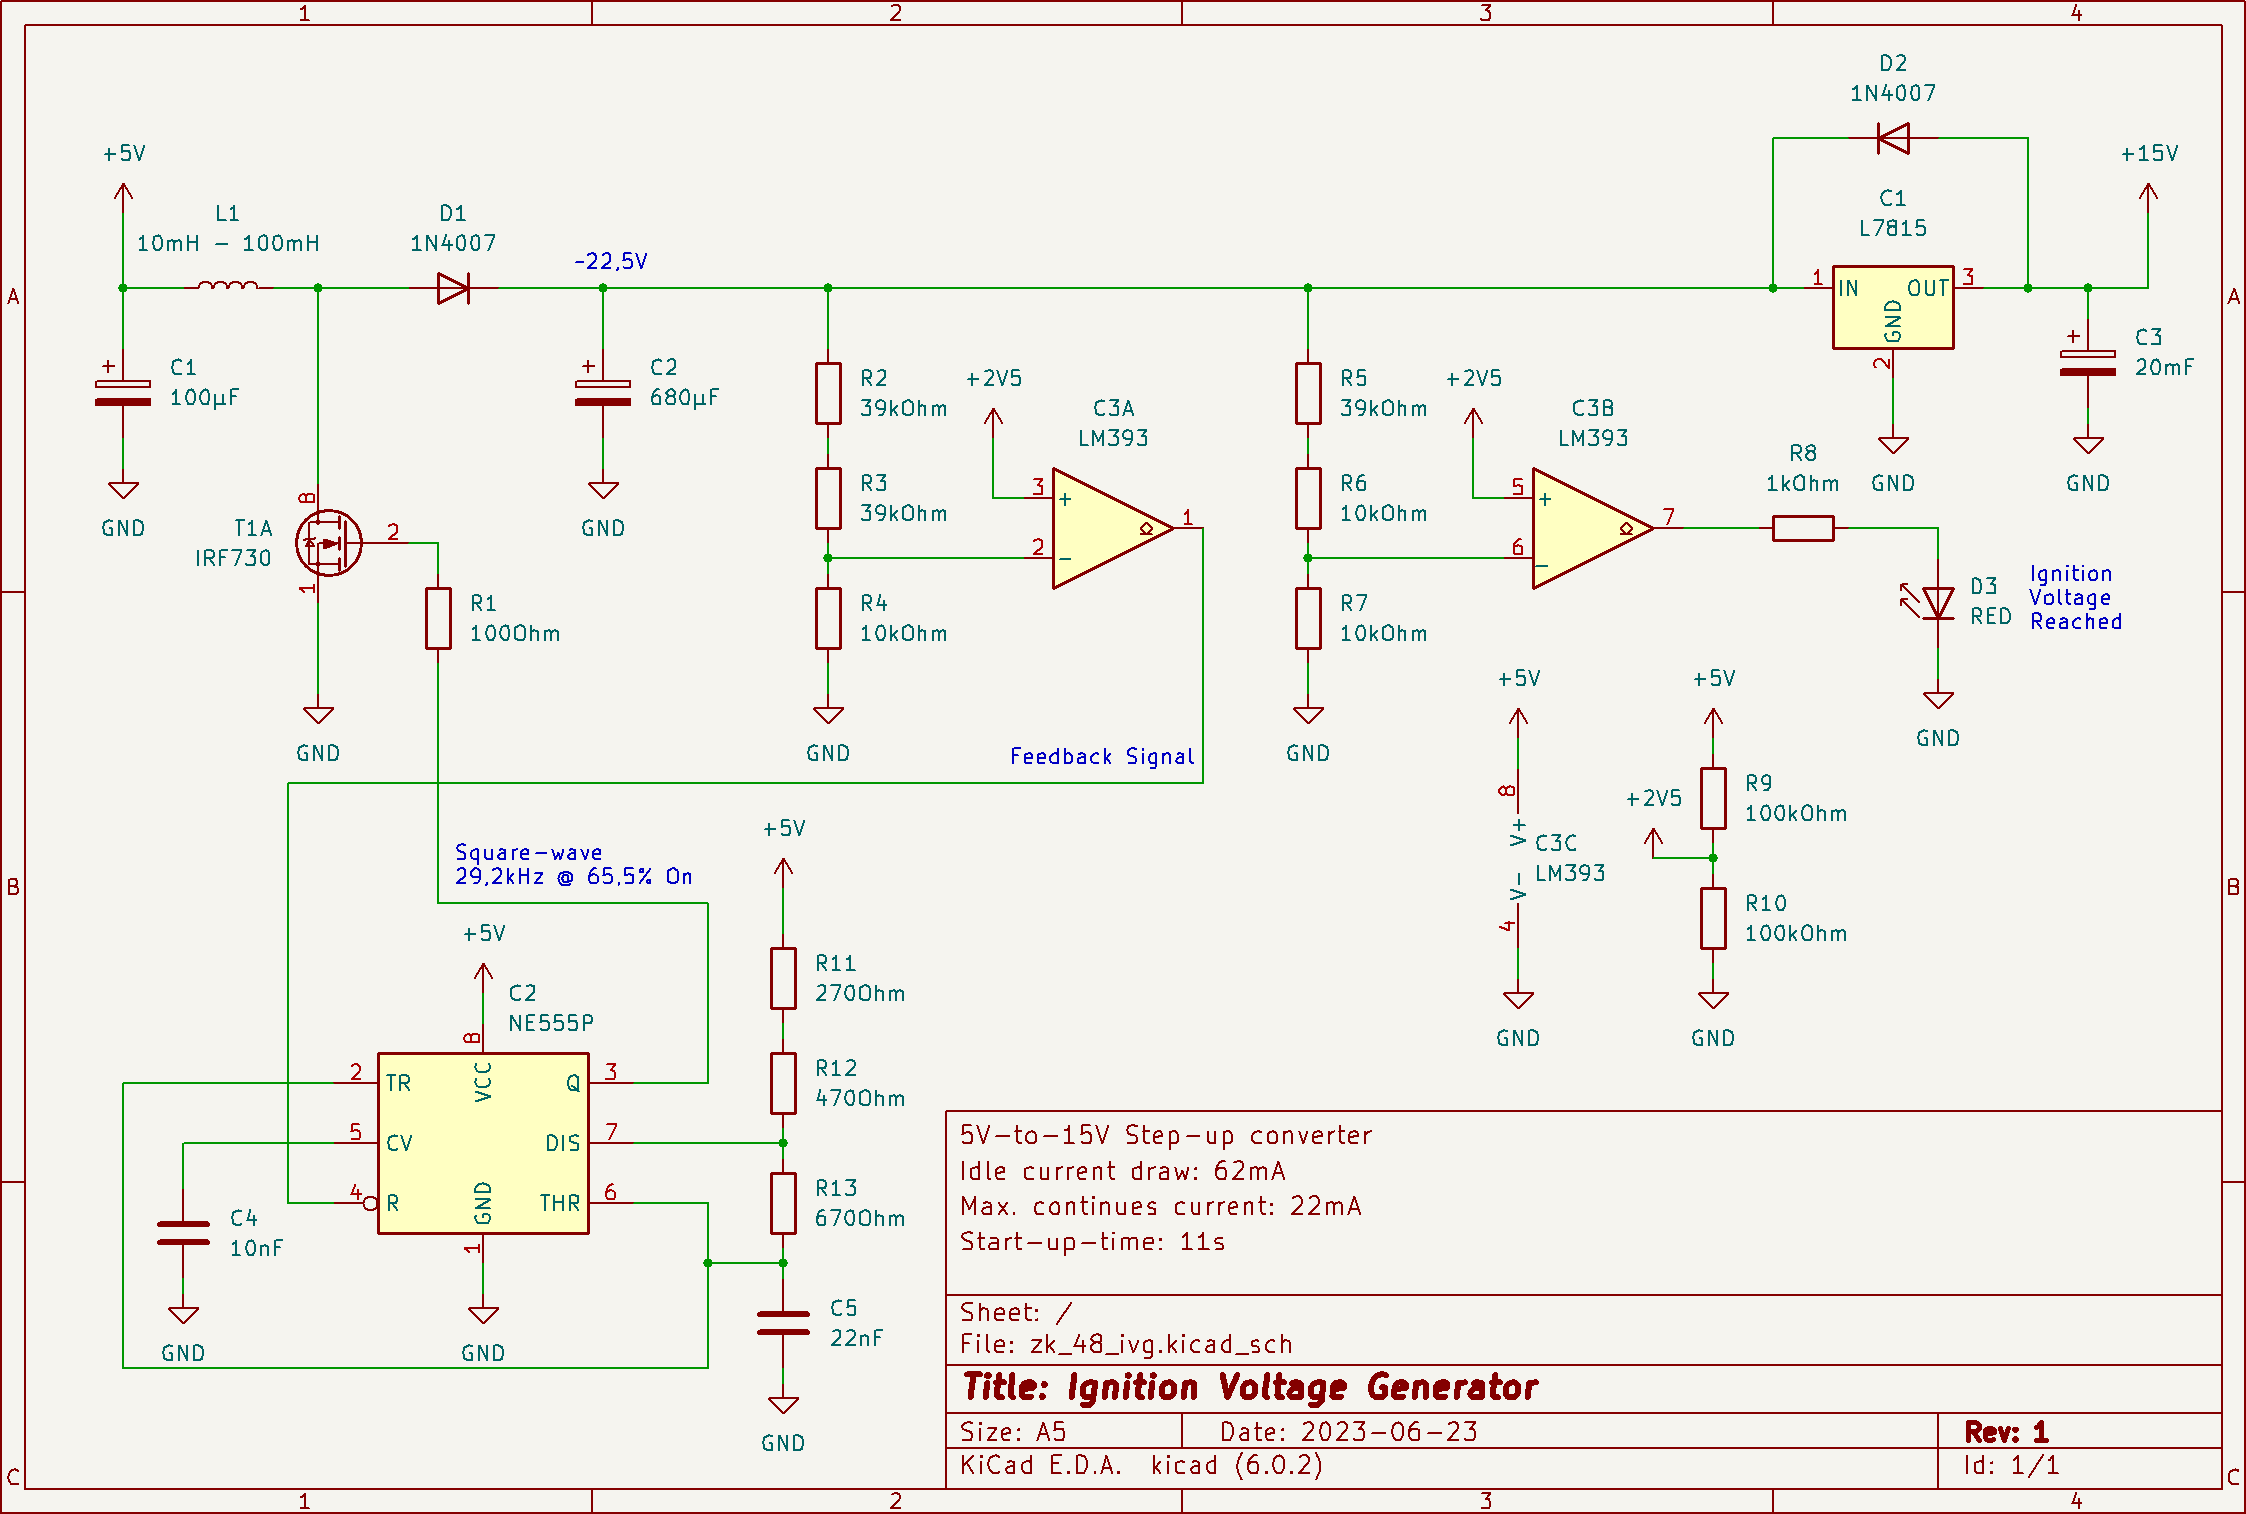 1
2
3
4
A
B
C
A
B
C
1
2
3
4
+5V
L1
10mH - 100mH
D1
1N4007
-22,5V
C1
100µF
GND
C2
680µF
GND
T1A
IRF730
8
2
1
GND
R1
100Ohm
R2
39kOhm
R3
39kOhm
R4
10kOhm
GND
+2V5
C3A
LM393
3
+
2
-
1
Feedback Signal
R5
39kOhm
R6
10kOhm
R7
10kOhm
GND
+2V5
C3B
LM393
5
+
6
-
7
D2
1N4007
C1
L7815
1
IN
OUT
3
GND
2
GND
+15V
+
C3
20mF
GND
+
+
R8
1kOhm
D3
RED
Ignition
Voltage
Reached
GND
+5V
8
V+
C3C
LM393
V-
4
GND
+5V
R9
100kOhm
+2V5
R10
100kOhm
GND
Square-wave
29,2kHz @ 65,5% On
+5V
C2
NE555P
8
2
TR
VCC
Q
3
5
CV
DIS
7
4
R
GND
THR
6
1
C4
10nF
GND
GND
+5V
R11
270Ohm
R12
470Ohm
R13
670Ohm
C5
22nF
GND
5V-to-15V Step-up converter
Idle current draw: 62mA
Max. continues current: 22mA
Start-up-time: 11s
Sheet: /
File: zk_48_ivg.kicad_sch
Title: Ignition Voltage Generator
Size: A5
Date: 2023-06-23
Rev: 1
KiCad E.D.A. kicad (6.0.2)
Id: 1/1